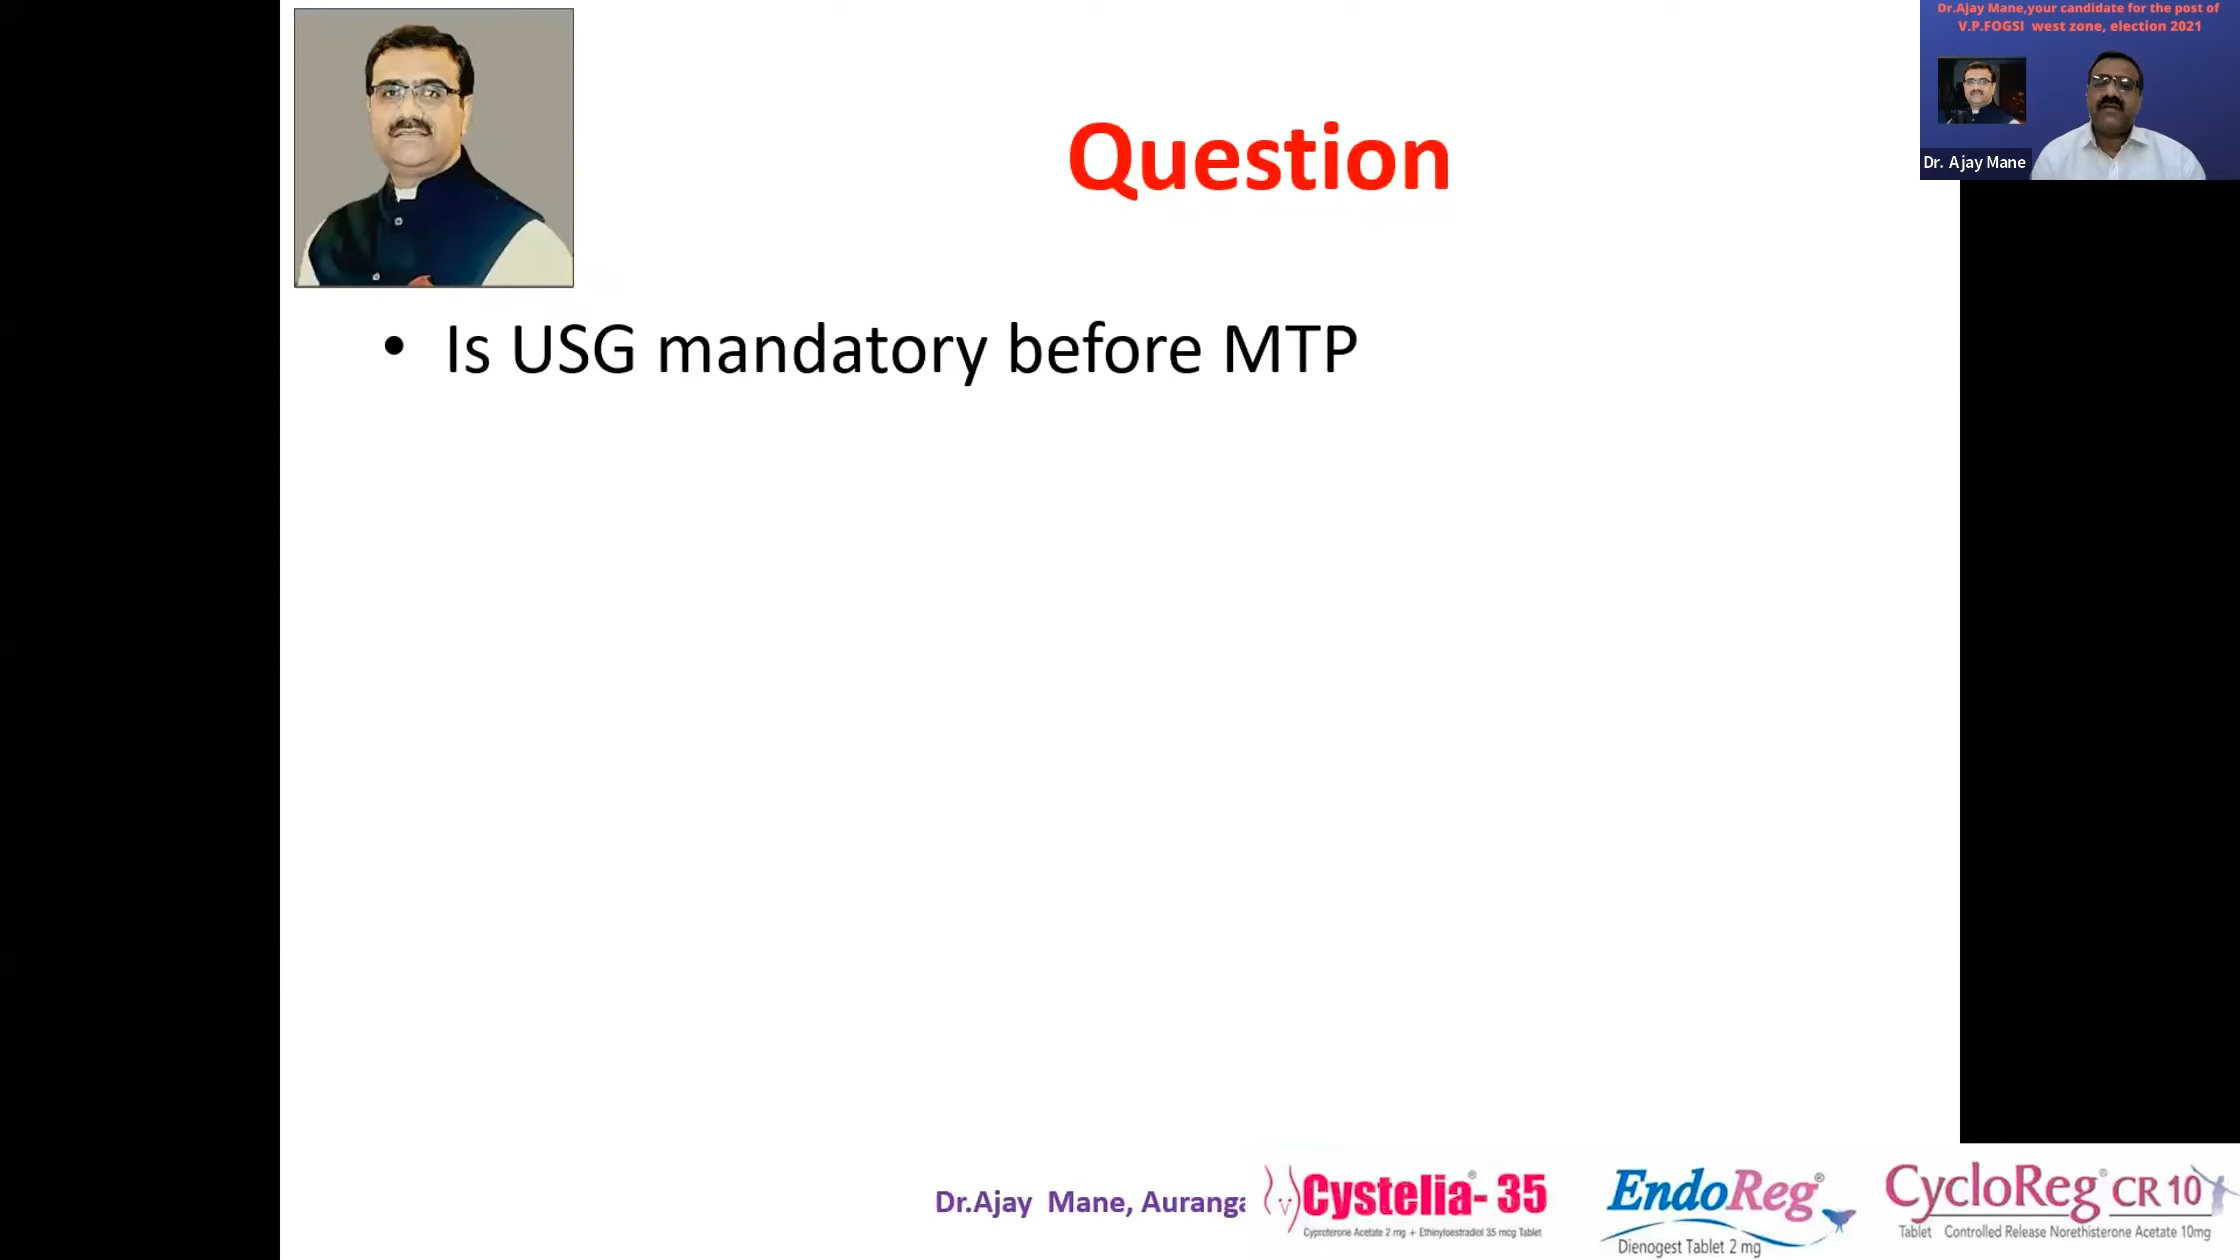 Dr.Ajay Mane,your candidate for the post of
V.P.FOGSI west zone, election 2021
Dr. Ajay Mane
Question
• Is USG mandatory before MTP
Dr.Ajay Mane, Auranga
Cystelia®- 35
Cyproterone Acetate 2 mg + Ethinyloestradiol 35 mcg Tablet
EndoReg®
Dienogest Tablet 2 mg
CycloReg® CR 10
Tablet Controlled Release Norethisterone Acetate 10mg